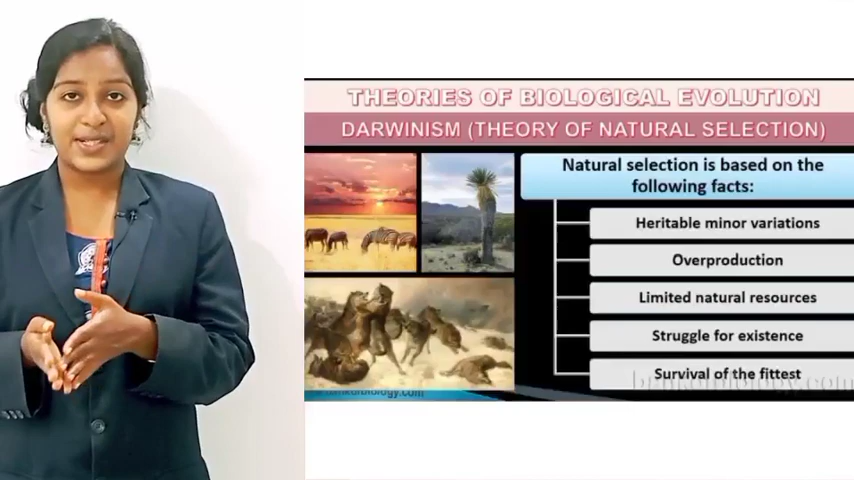 THEORIES OF BIOLOGICAL EVOLUTION
DARWINISM (THEORY OF NATURAL SELECTION)
Natural selection is based on the
following facts:
Heritable minor variations
Overproduction
Limited natural resources
Struggle for existence
Survival of the fittest